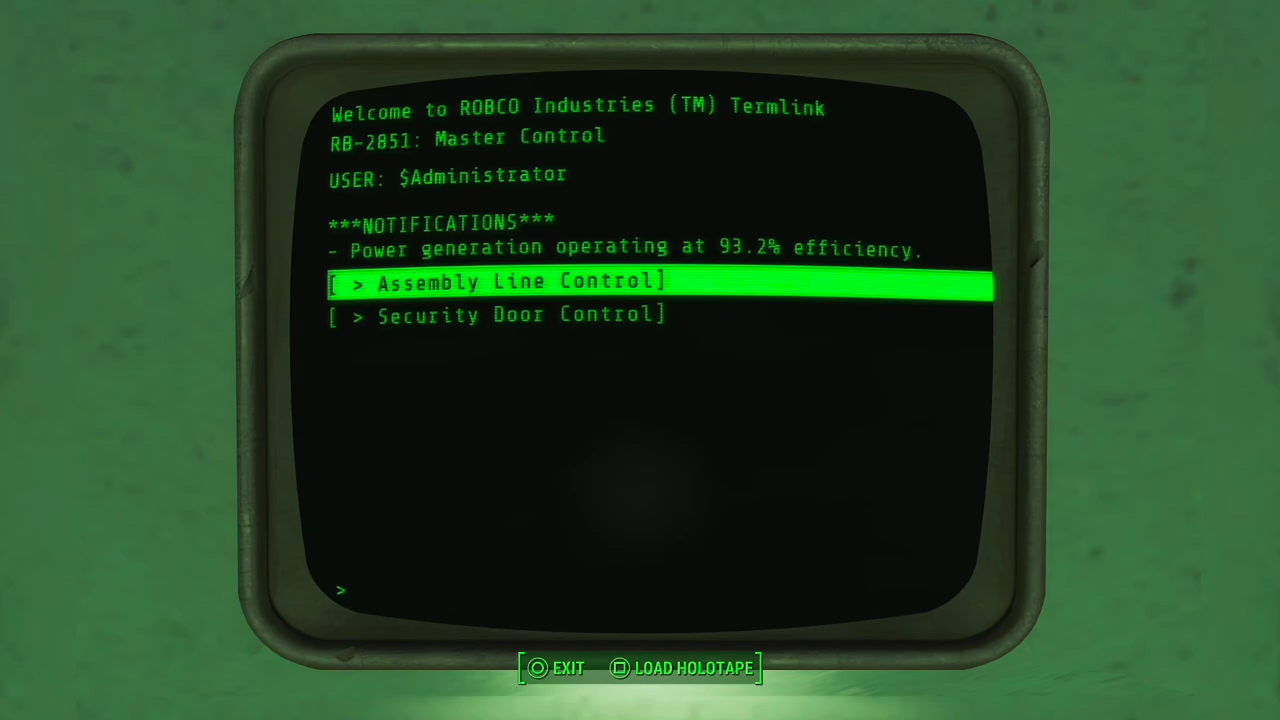 Welcome to ROBCO Industries (TM) Termlink
RB-2851: Master Control
USER: $Administrator
***NOTIFICATIONS***
- Power generation operating at 93.2% efficiency.
[ > Assembly Line Control]
[ > Security Door Control]
>
[ EXIT LOAD HOLOTAPE ]